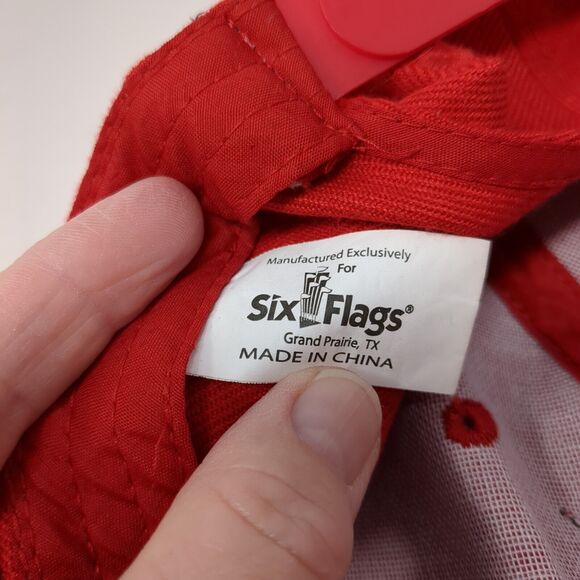 Manufactured Exclusively
For
Six Flags®
Grand Prairie, TX
MADE IN CHINA